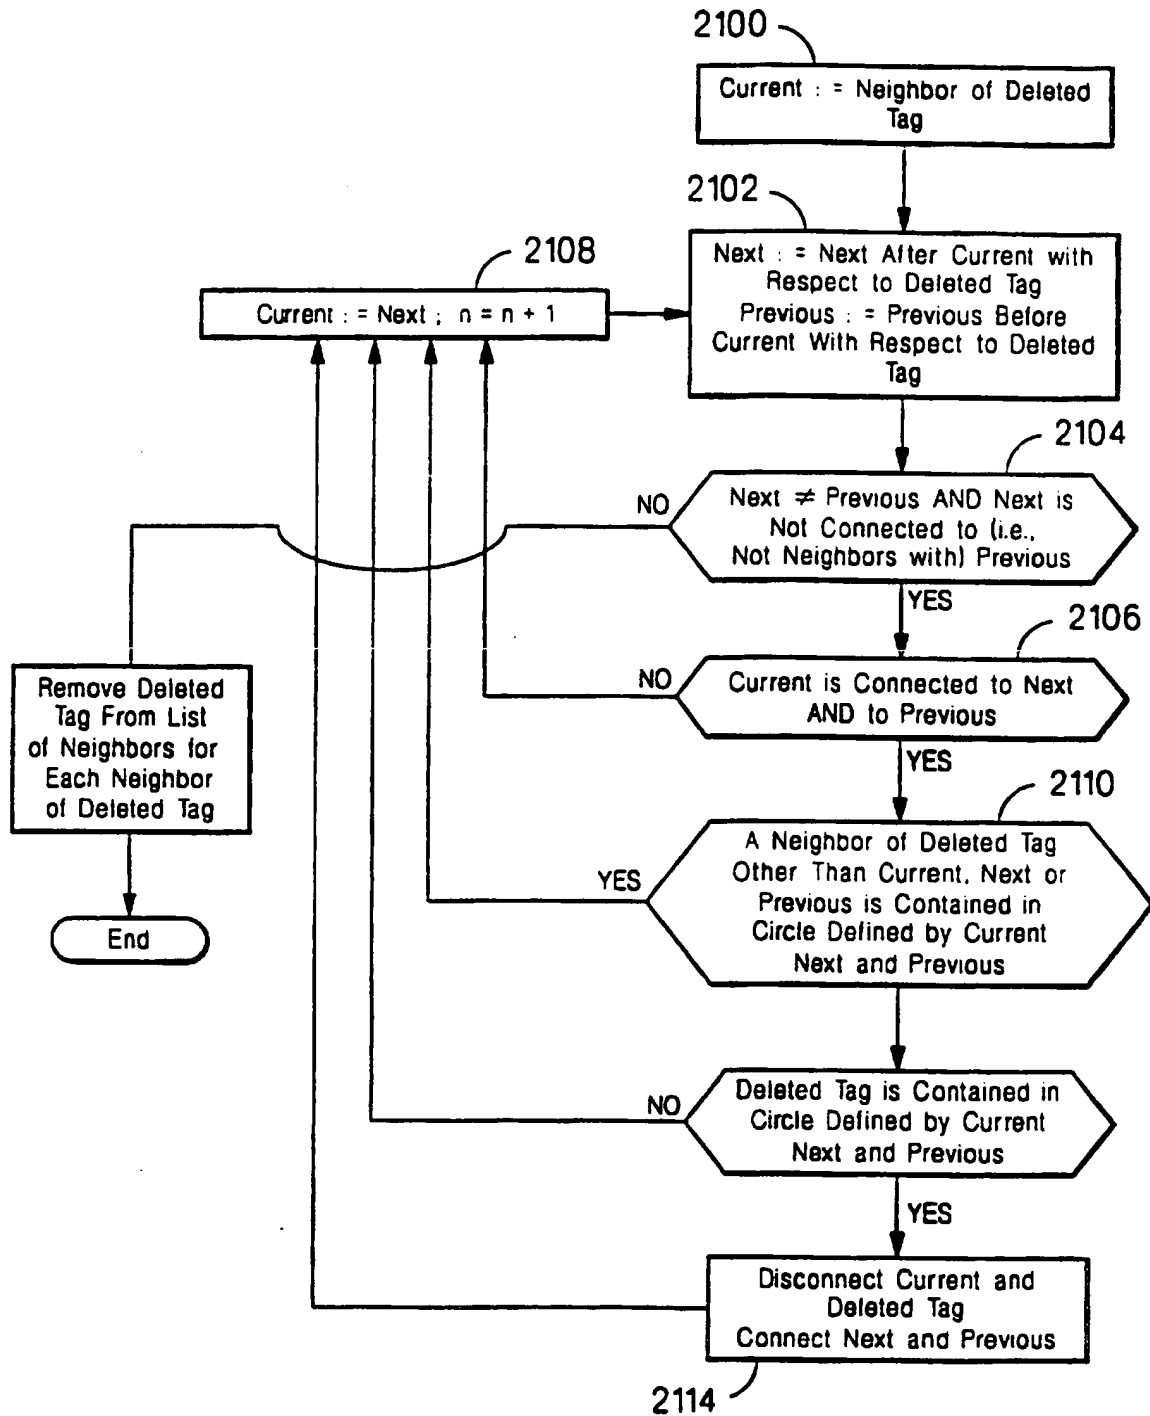 2100
Current : = Neighbor of Deleted
Tag
2102
Next : = Next After Current with
Respect to Deleted Tag
Previous : = Previous Before
Current With Respect to Deleted
Tag
2108
Current : = Next ; n = n + 1
2104
Next ≠ Previous AND Next is
Not Connected to (i.e.,
Not Neighbors with) Previous
NO
YES
2106
Current is Connected to Next
AND to Previous
NO
YES
Remove Deleted
Tag From List
of Neighbors for
Each Neighbor
of Deleted Tag
End
2110
A Neighbor of Deleted Tag
Other Than Current, Next or
Previous is Contained in
Circle Defined by Current
Next and Previous
YES
Deleted Tag is Contained in
Circle Defined by Current
Next and Previous
NO
YES
Disconnect Current and
Deleted Tag
Connect Next and Previous
2114